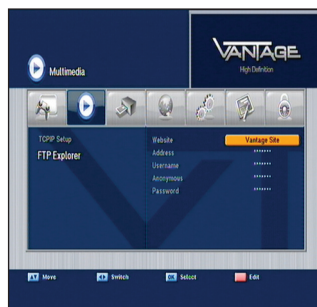 VANTAGE
High Definition
Multimedia
TCPIP Setup
FTP Explorer
Website Vantage Site
Address *******
Username *******
Anonymous *******
Password *******
Move
Switch
OK Select
Edit